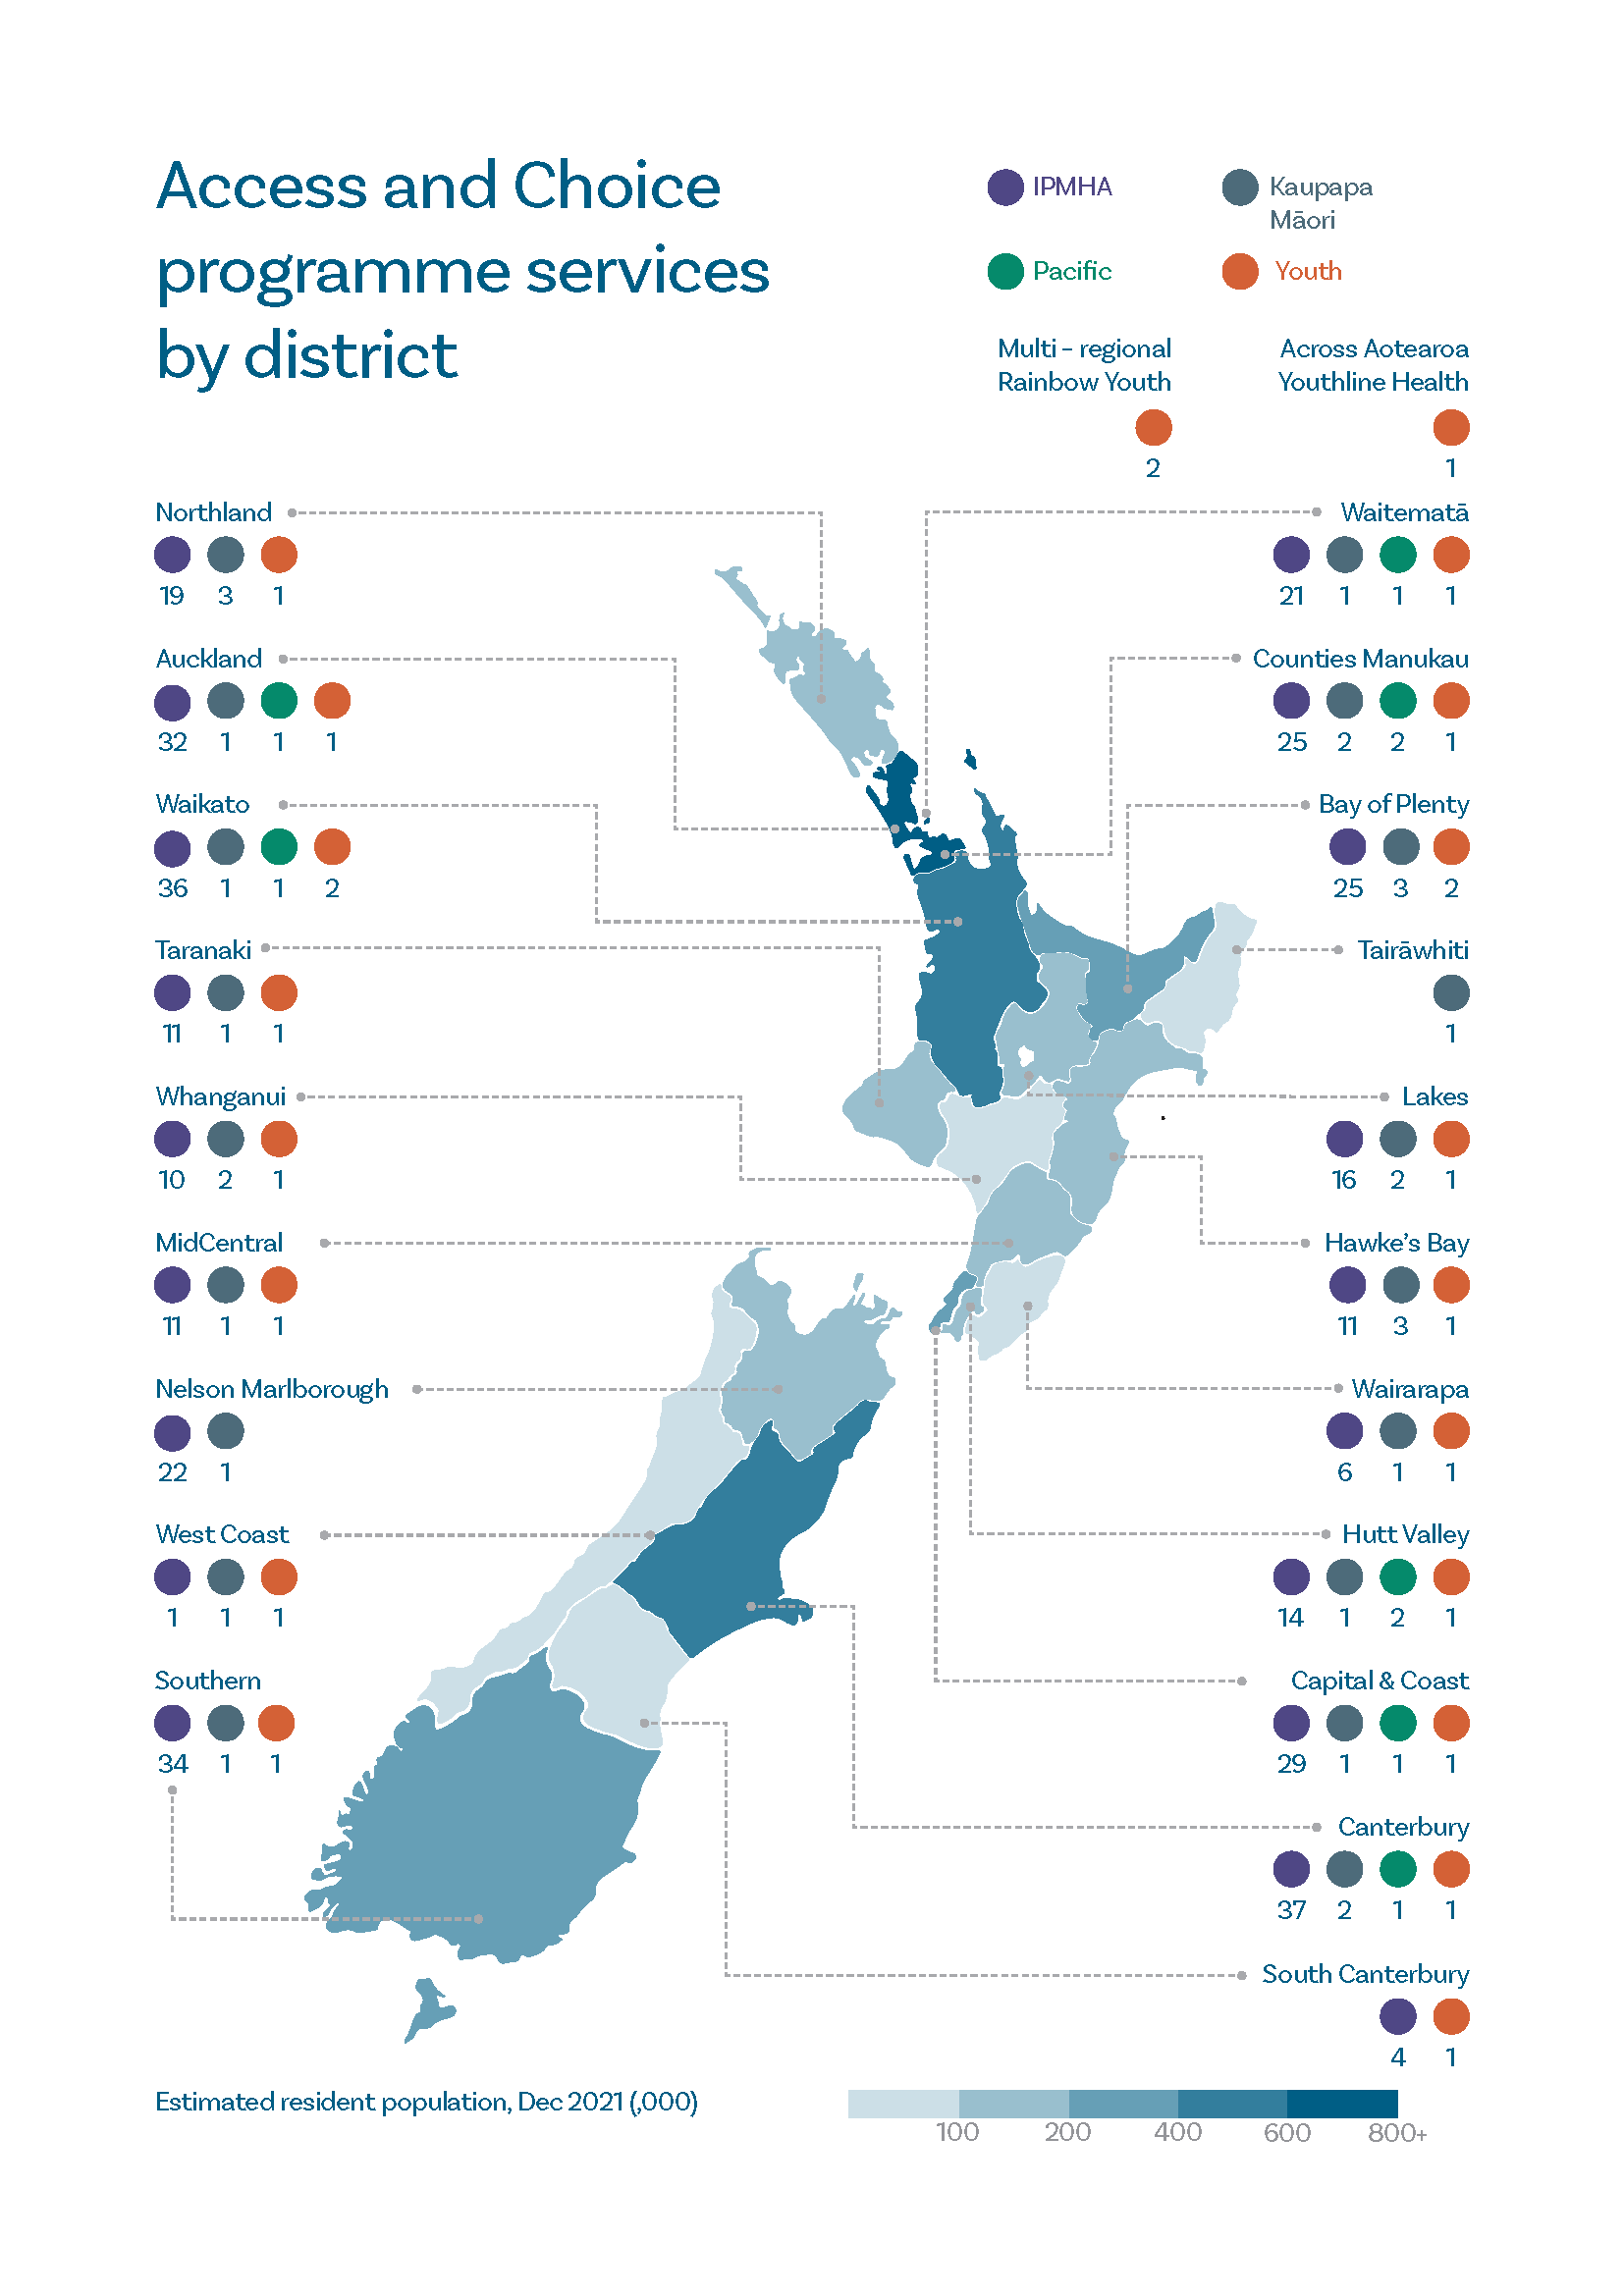 Access and Choice
programme services
by district
IPMHA
Kaupapa
Māori
Pacific
Youth
Multi – regional
Rainbow Youth
2
Across Aotearoa
Youthline Health
1
Northland
19 3 1
Auckland
32 1 1 1
Waikato
36 1 1 2
Taranaki
11 1 1
Whanganui
10 2 1
MidCentral
11 1 1
Nelson Marlborough
22 1
West Coast
1 1 1
Southern
34 1 1
Waitematā
21 1 1 1
Counties Manukau
25 2 2 1
Bay of Plenty
25 3 2
Tairāwhiti
1
Lakes
16 2 1
Hawke's Bay
11 3 1
Wairarapa
6 1 1
Hutt Valley
14 1 2 1
Capital & Coast
29 1 1 1
Canterbury
37 2 1 1
South Canterbury
4 1
Estimated resident population, Dec 2021 (,000)
100 200 400 600 800+